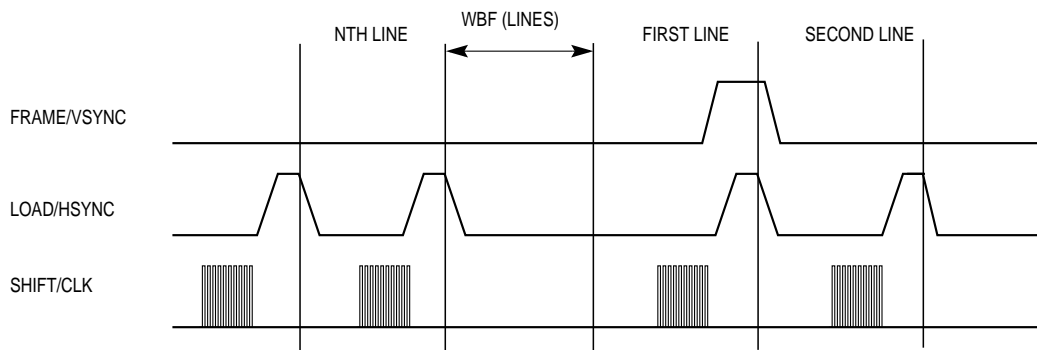 WBF (LINES)
NTH LINE
FIRST LINE
SECOND LINE
FRAME/VSYNC
LOAD/HSYNC
SHIFT/CLK